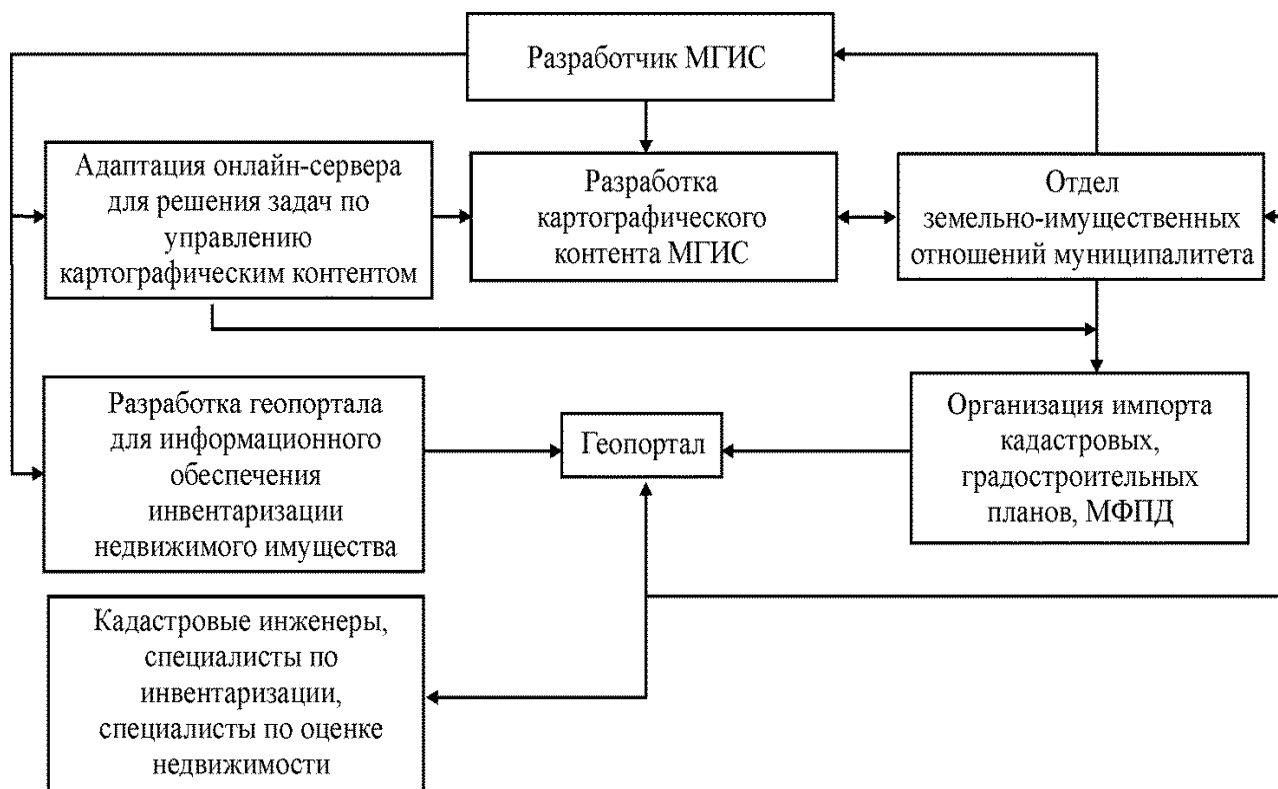 Разработчик МГИС
Адаптация онлайн-сервера
для решения задач по
управлению
картографическим контентом
Разработка
картографического
контента МГИС
Отдел
земельно-имущественных
отношений муниципалитета
Разработка геопортала
для информационного
обеспечения
инвентаризации
недвижимого имущества
Геопортал
Организация импорта
кадастровых,
градостроительных
планов, МФПД
Кадастровые инженеры,
специалисты по
инвентаризации,
специалисты по оценке
недвижимости